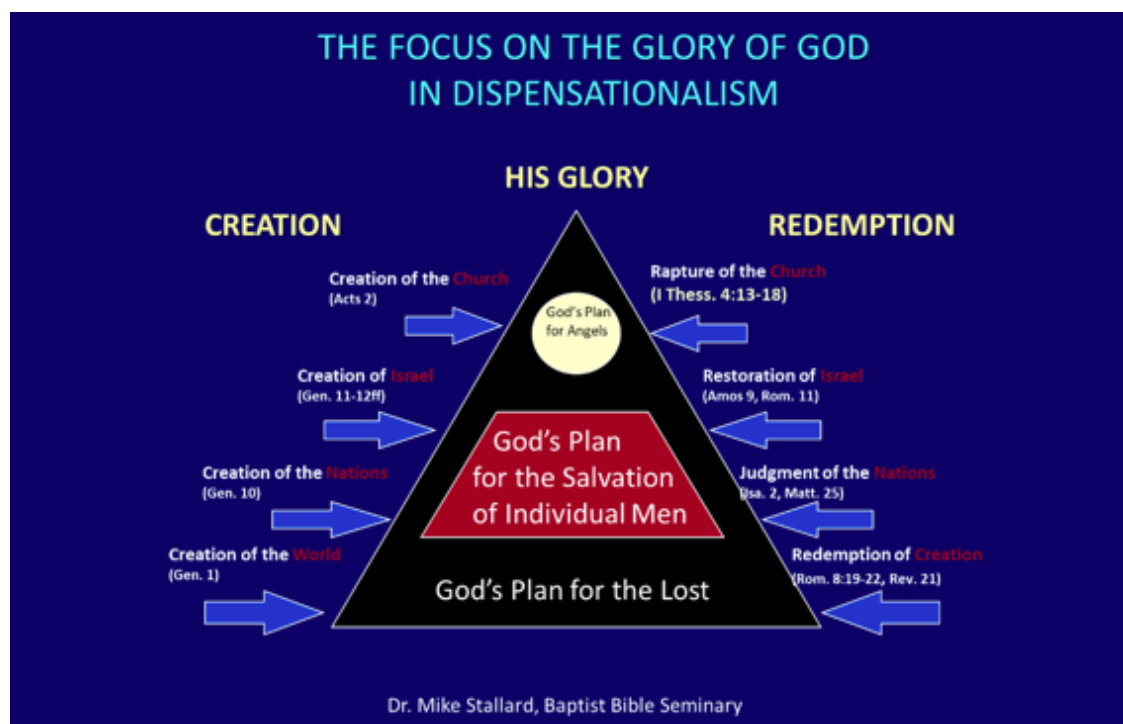 THE FOCUS ON THE GLORY OF GOD
IN DISPENSATIONALISM
HIS GLORY
CREATION
REDEMPTION
Creation of the Church
(Acts 2)
Rapture of the Church
(I Thess. 4:13-18)
God's Plan
for Angels
Creation of Israel
(Gen. 11-12ff)
Restoration of Israel
(Amos 9, Rom. 11)
God's Plan
for the Salvation
of Individual Men
Creation of the Nations
(Gen. 10)
Judgment of the Nations
(Isa. 2, Matt. 25)
Creation of the World
(Gen. 1)
Redemption of Creation
(Rom. 8:19-22, Rev. 21)
God's Plan for the Lost
Dr. Mike Stallard, Baptist Bible Seminary